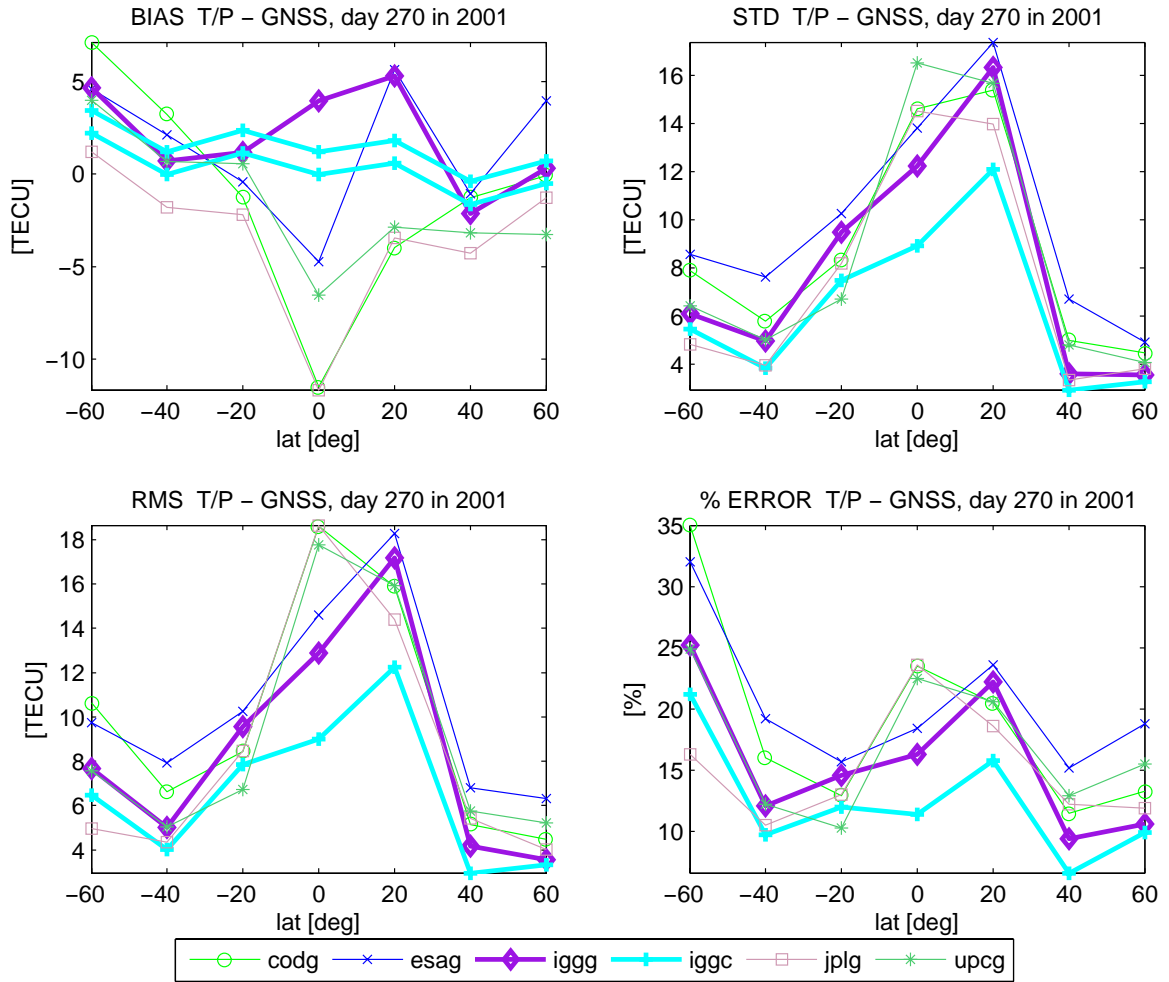 BIAS T/P − GNSS, day 270 in 2001
STD T/P − GNSS, day 270 in 2001
5
0
−5
−10
[TECU]
−60 −40 −20 0 20 40 60
lat [deg]
16
14
12
10
8
6
4
[TECU]
−60 −40 −20 0 20 40 60
lat [deg]
RMS T/P − GNSS, day 270 in 2001
% ERROR T/P − GNSS, day 270 in 2001
18
16
14
12
10
8
6
4
[TECU]
−60 −40 −20 0 20 40 60
lat [deg]
35
30
25
20
15
10
[%]
−60 −40 −20 0 20 40 60
lat [deg]
codg esag iggg iggc jplg upcg